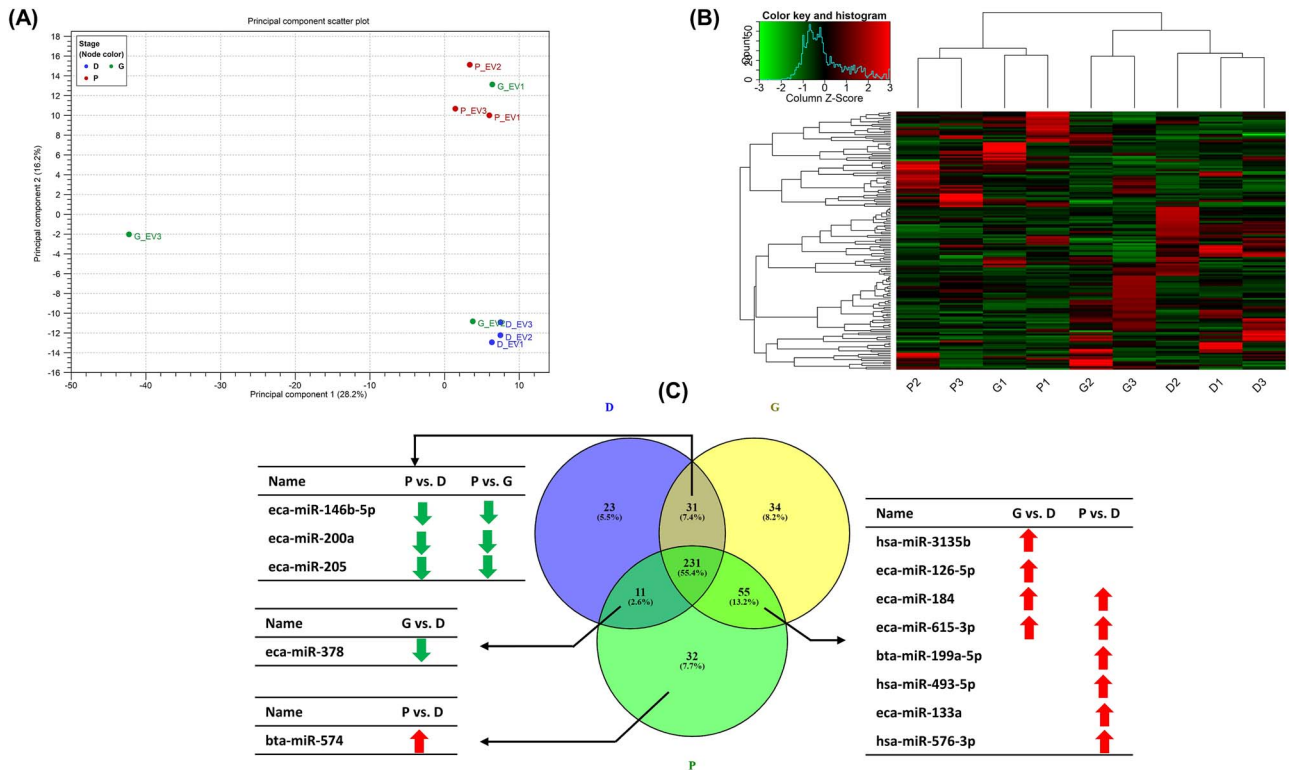 (A)
Principal component scatter plot
18
16
14
12
10
8
6
4
2
0
-2
-4
-6
-8
-10
-12
-14
-16
Principal component 2 (16.2%)
Stage
(Node color)
D G
P
P_EV2
G_EV1
P_EV3
P_EV1
G_EV3
D_EV3
D_EV2
D_EV1
-50 -40 -30 -20 -10 0 10
Principal component 1 (28.2%)
(B)
Color key and histogram
Count
0 20 50
-3 -2 -1 0 1 2 3
Column Z-Score
P2 P3 G1 P1 G2 G3 D2 D1 D3
(C)
D
G
P
23
(5.5%)
31
(7.4%)
34
(8.2%)
231
(55.4%)
11
(2.6%)
55
(13.2%)
32
(7.7%)
Name P vs. D P vs. G
eca-miR-146b-5p
eca-miR-200a
eca-miR-205
Name G vs. D
eca-miR-378
Name P vs. D
bta-miR-574
Name G vs. D P vs. D
hsa-miR-3135b
eca-miR-126-5p
eca-miR-184
eca-miR-615-3p
bta-miR-199a-5p
hsa-miR-493-5p
eca-miR-133a
hsa-miR-576-3p